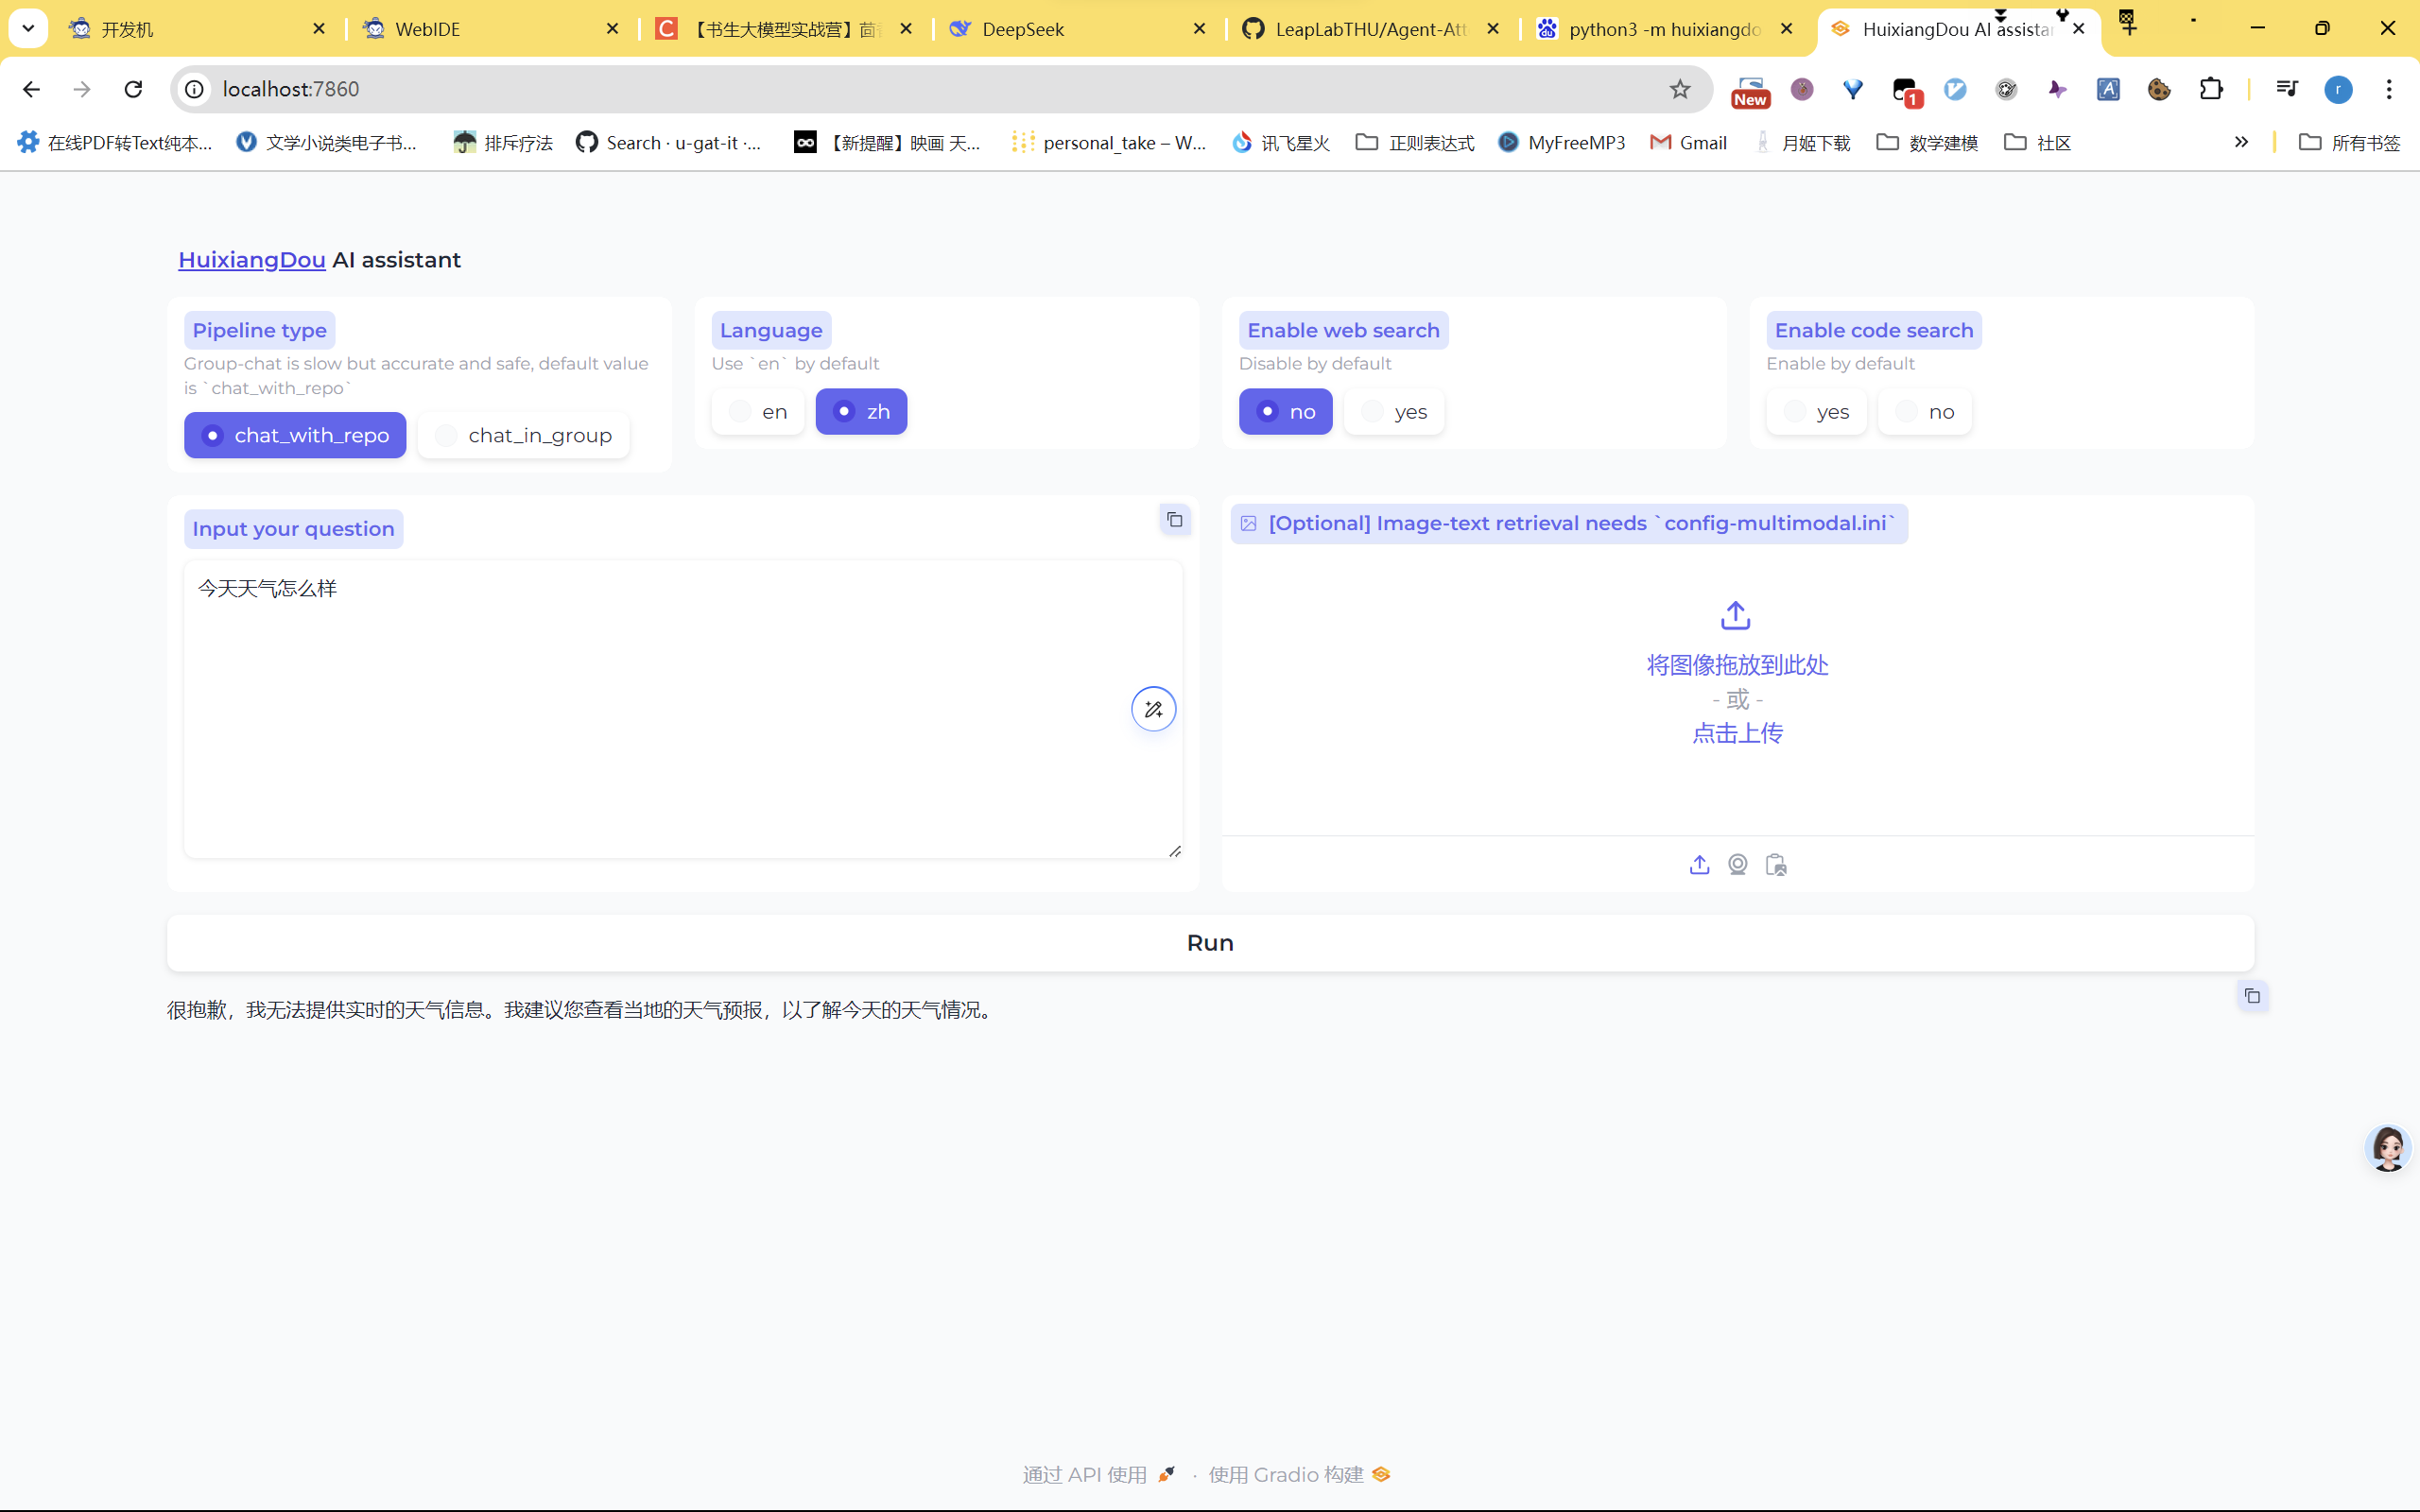 开发机
WebIDE
【书生大模型实战营】茴
DeepSeek
LeapLabTHU/Agent-Att
python3 -m huixiangdo
HuixiangDou AI assistan
localhost:7860
New
1
r
在线PDF转Text纯本...
文学小说类电子书...
排斥疗法
Search · u-gat-it ·...
【新提醒】映画 天...
personal_take – W...
讯飞星火
正则表达式
MyFreeMP3
Gmail
月姬下载
数学建模
社区
所有书签
HuixiangDou AI assistant
Pipeline type
Group-chat is slow but accurate and safe, default value
is `chat_with_repo`
chat_with_repo
chat_in_group
Language
Use `en` by default
en
zh
Enable web search
Disable by default
no
yes
Enable code search
Enable by default
yes
no
Input your question
今天天气怎么样
[Optional] Image-text retrieval needs `config-multimodal.ini`
将图像拖放到此处
- 或 -
点击上传
Run
很抱歉，我无法提供实时的天气信息。我建议您查看当地的天气预报，以了解今天的天气情况。
通过 API 使用 · 使用 Gradio 构建